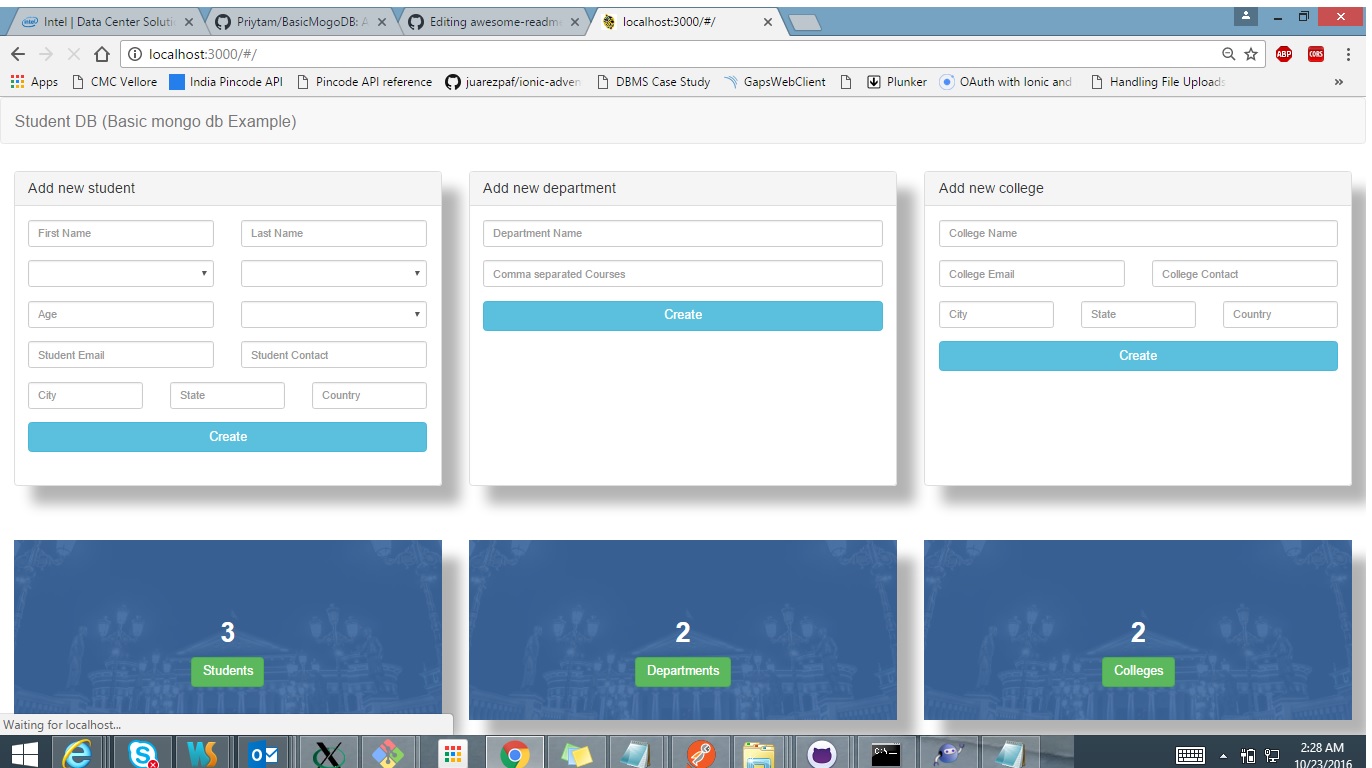 Intel | Data Center Soluti
Priytam/BasicMogoDB: A
Editing awesome-readm
localhost:3000/#/
localhost:3000/#/
ABP
CORS
Apps
CMC Vellore
India Pincode API
Pincode API reference
juarezpaf/ionic-adven
DBMS Case Study
GapsWebClient
Plunker
OAuth with Ionic and
Handling File Uploads
»
Student DB (Basic mongo db Example)
Add new student
Add new department
Add new college
First Name
Last Name
Department Name
College Name
Comma separated Courses
College Email
College Contact
Age
Create
City
State
Country
Student Email
Student Contact
Create
City
State
Country
Create
3
2
2
Students
Departments
Colleges
Waiting for localhost...
2:28 AM
10/23/2016